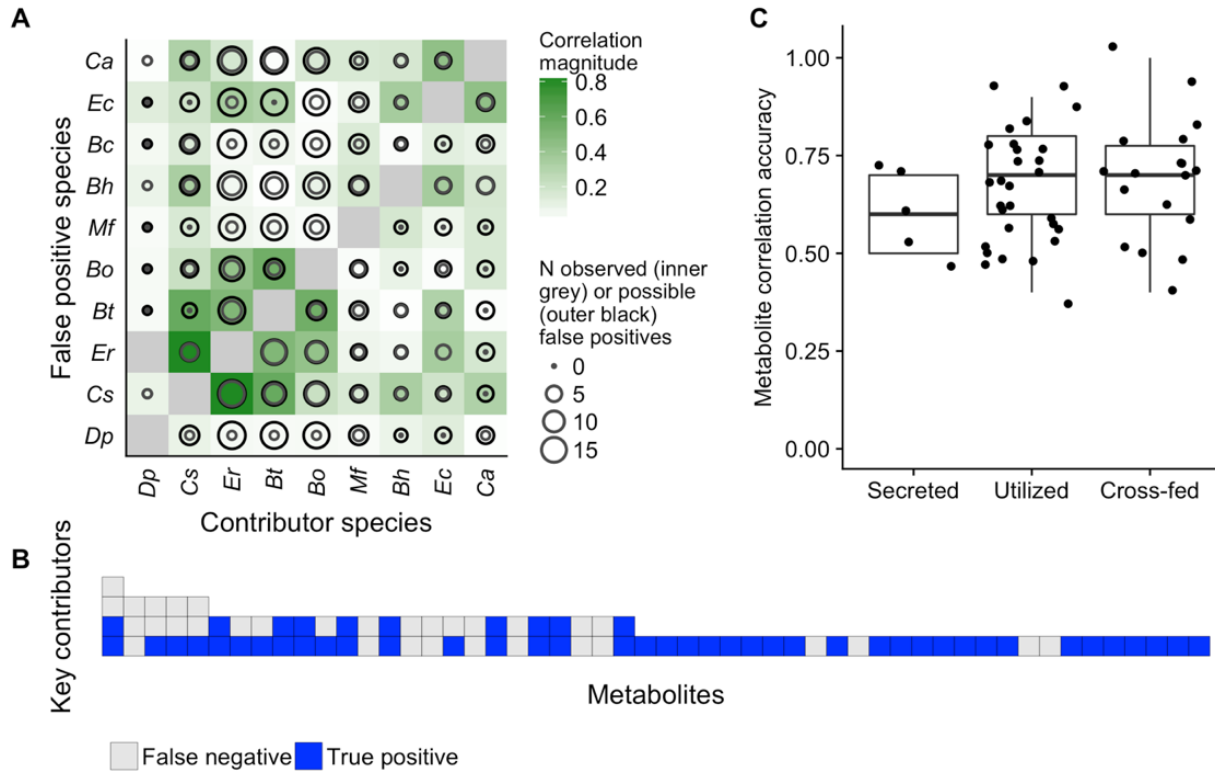 A
False positive species
Ca
Ec
Bc
Bh
Mf
Bo
Bt
Er
Cs
Dp
Dp Cs Er Bt Bo Mf Bh Ec Ca
Contributor species
Correlation
magnitude
0.8
0.6
0.4
0.2
N observed (inner
grey) or possible
(outer black)
false positives
0
5
10
15
C
Metabolite correlation accuracy
1.00
0.75
0.50
0.25
0.00
Secreted Utilized Cross-fed
B
Key contributors
Metabolites
False negative True positive